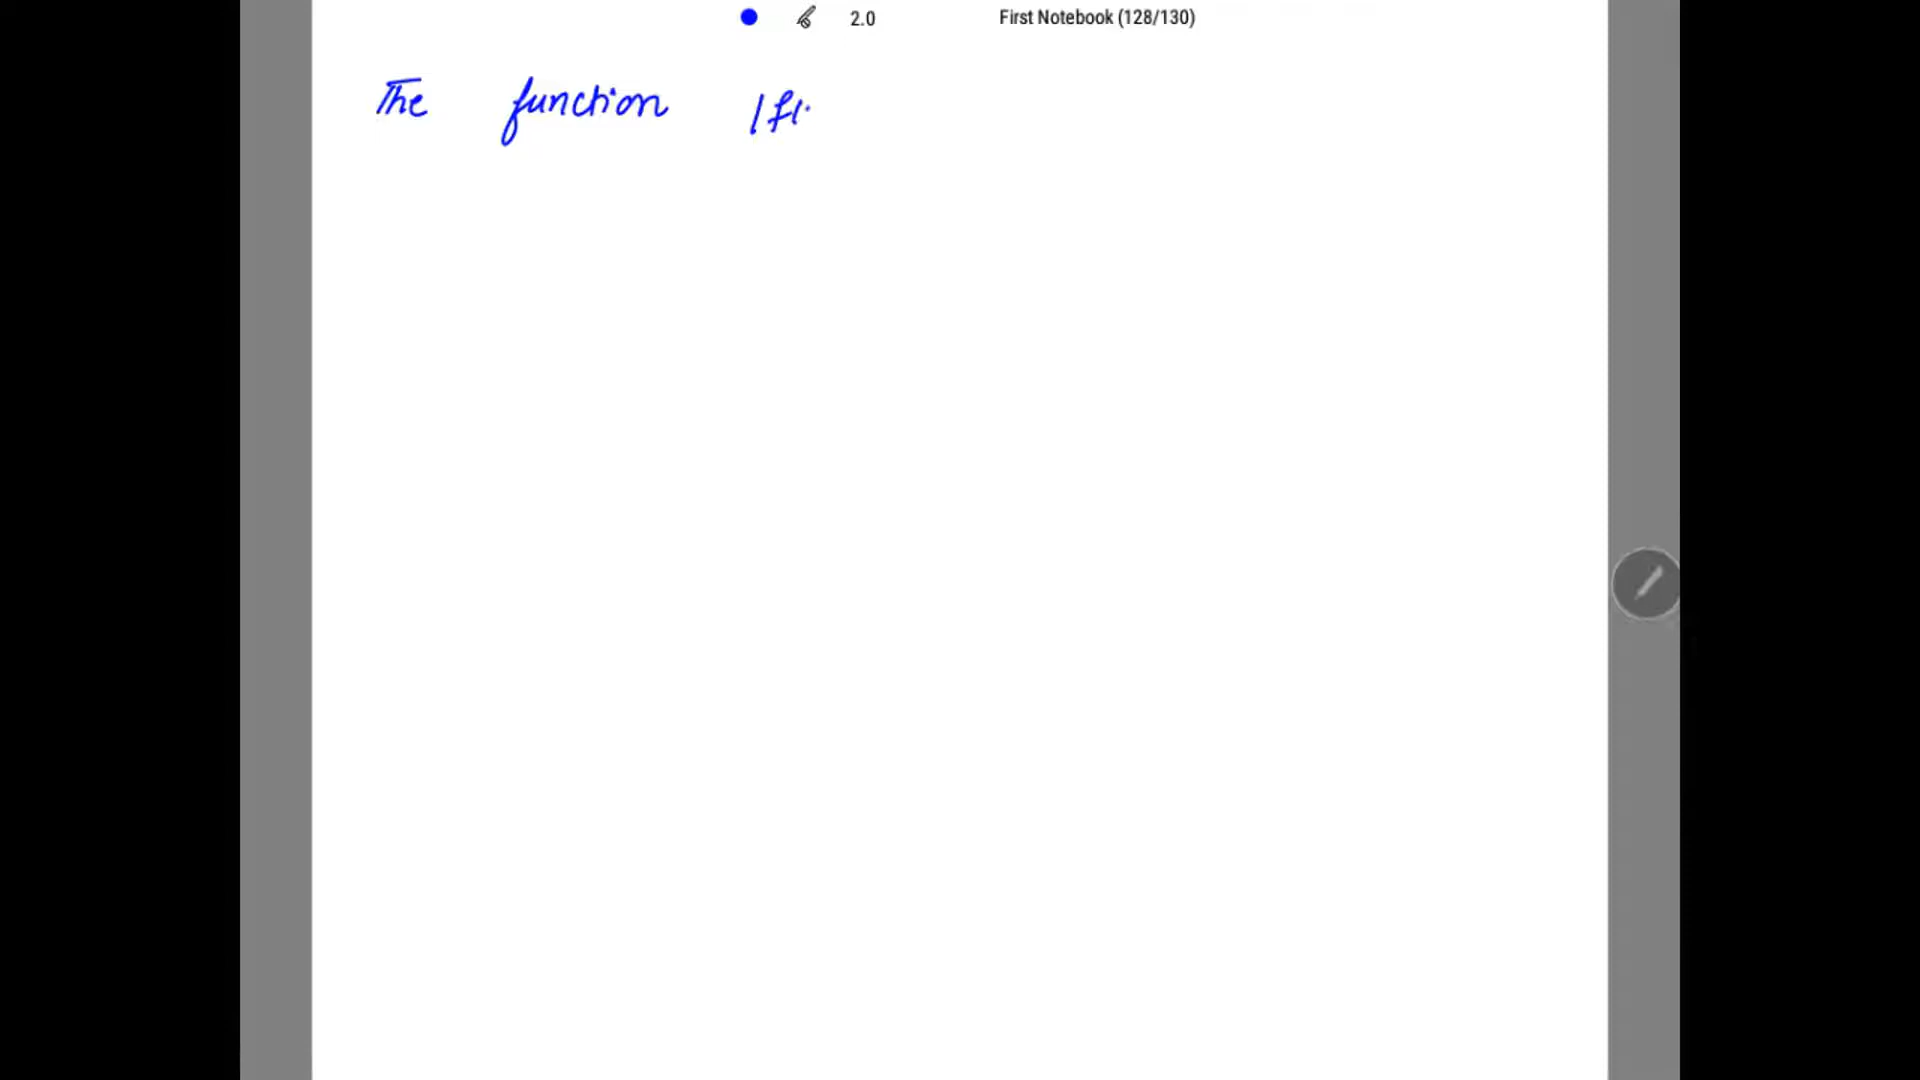 2.0 First Notebook (128/130)
The function |f(